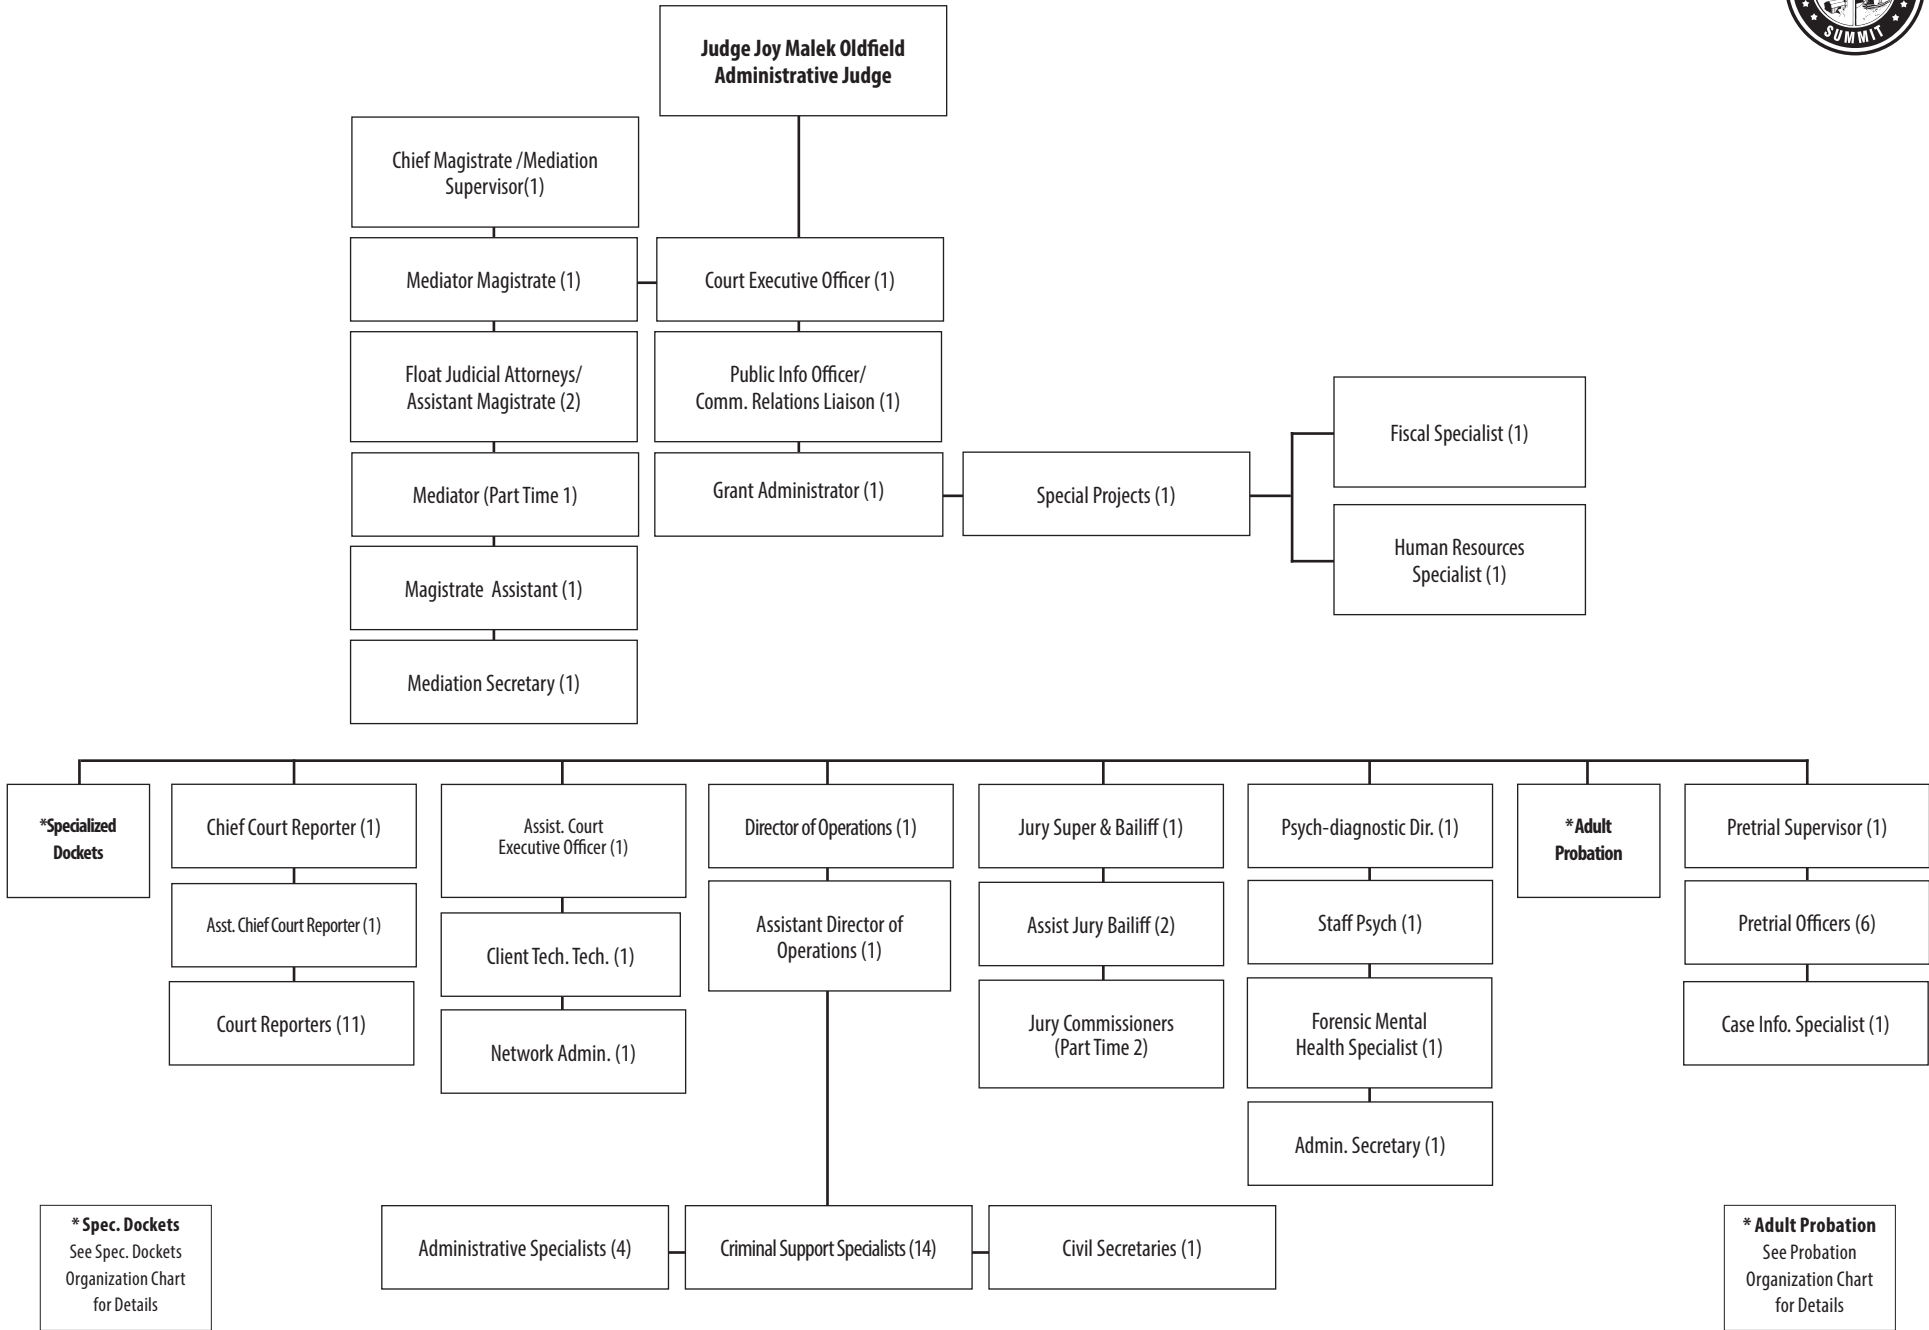 SUMMIT
Judge Joy Malek Oldfield
Administrative Judge
Chief Magistrate /Mediation
Supervisor(1)
Mediator Magistrate (1)
Court Executive Officer (1)
Float Judicial Attorneys/
Assistant Magistrate (2)
Public Info Officer/
Comm. Relations Liaison (1)
Fiscal Specialist (1)
Mediator (Part Time 1)
Grant Administrator (1)
Special Projects (1)
Human Resources
Specialist (1)
Magistrate Assistant (1)
Mediation Secretary (1)
*Specialized
Dockets
Chief Court Reporter (1)
Assist. Court
Executive Officer (1)
Director of Operations (1)
Jury Super & Bailiff (1)
Psych-diagnostic Dir. (1)
*Adult
Probation
Pretrial Supervisor (1)
Asst. Chief Court Reporter (1)
Client Tech. Tech. (1)
Assistant Director of
Operations (1)
Assist Jury Bailiff (2)
Staff Psych (1)
Pretrial Officers (6)
Court Reporters (11)
Network Admin. (1)
Jury Commissioners
(Part Time 2)
Forensic Mental
Health Specialist (1)
Case Info. Specialist (1)
Admin. Secretary (1)
* Spec. Dockets
See Spec. Dockets
Organization Chart
for Details
Administrative Specialists (4)
Criminal Support Specialists (14)
Civil Secretaries (1)
* Adult Probation
See Probation
Organization Chart
for Details